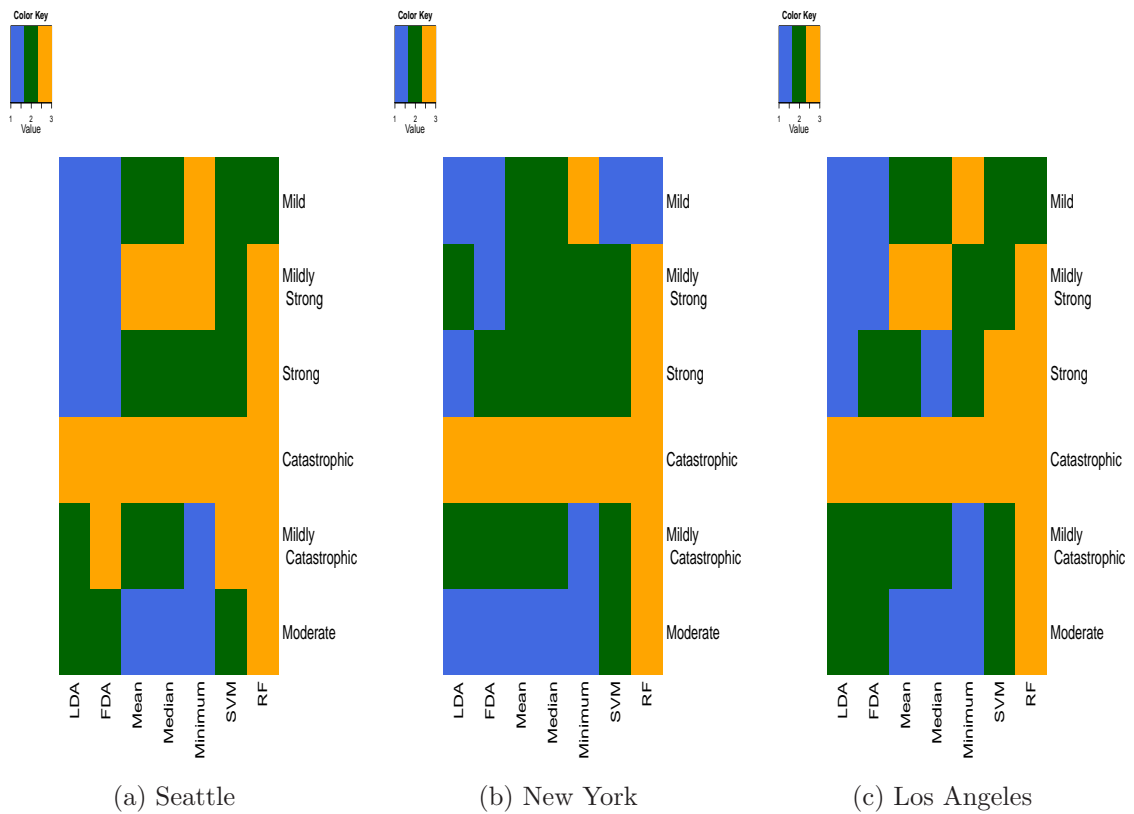 Color Key
1 2 3
Value
Mild
Mildly
Strong
Strong
Catastrophic
Mildly
Catastrophic
Moderate
LDA
FDA
Mean
Median
Minimum
SVM
RF
(a) Seattle
Color Key
1 2 3
Value
Mild
Mildly
Strong
Strong
Catastrophic
Mildly
Catastrophic
Moderate
LDA
FDA
Mean
Median
Minimum
SVM
RF
(b) New York
Color Key
1 2 3
Value
Mild
Mildly
Strong
Strong
Catastrophic
Mildly
Catastrophic
Moderate
LDA
FDA
Mean
Median
Minimum
SVM
RF
(c) Los Angeles